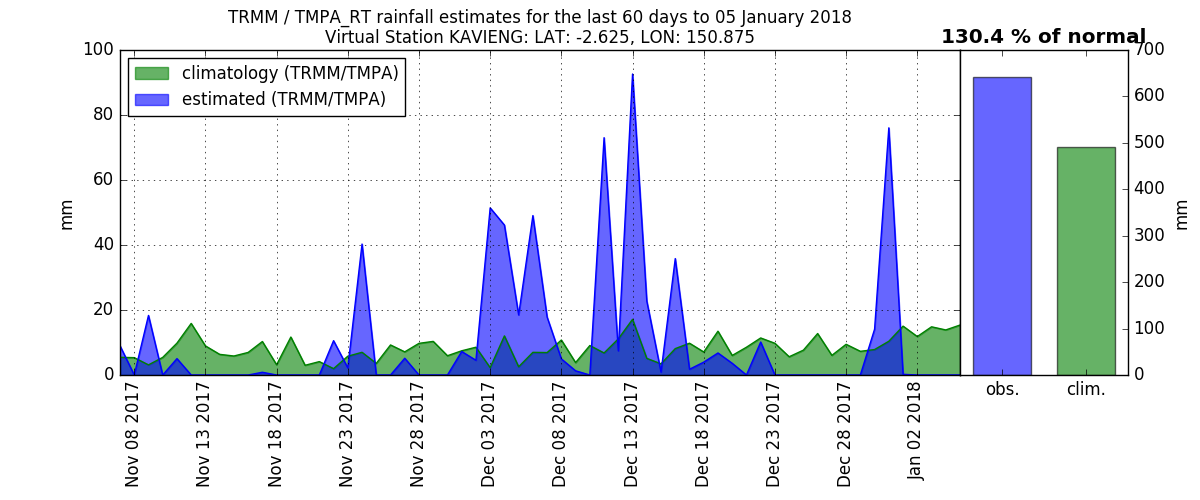 TRMM / TMPA_RT rainfall estimates for the last 60 days to 05 January 2018
Virtual Station KAVIENG: LAT: -2.625, LON: 150.875
130.4 % of normal
climatology (TRMM/TMPA)
estimated (TRMM/TMPA)
100
80
60
40
20
0
mm
700
600
500
400
300
200
100
0
mm
obs.
clim.
Nov 08 2017
Nov 13 2017
Nov 18 2017
Nov 23 2017
Nov 28 2017
Dec 03 2017
Dec 08 2017
Dec 13 2017
Dec 18 2017
Dec 23 2017
Dec 28 2017
Jan 02 2018